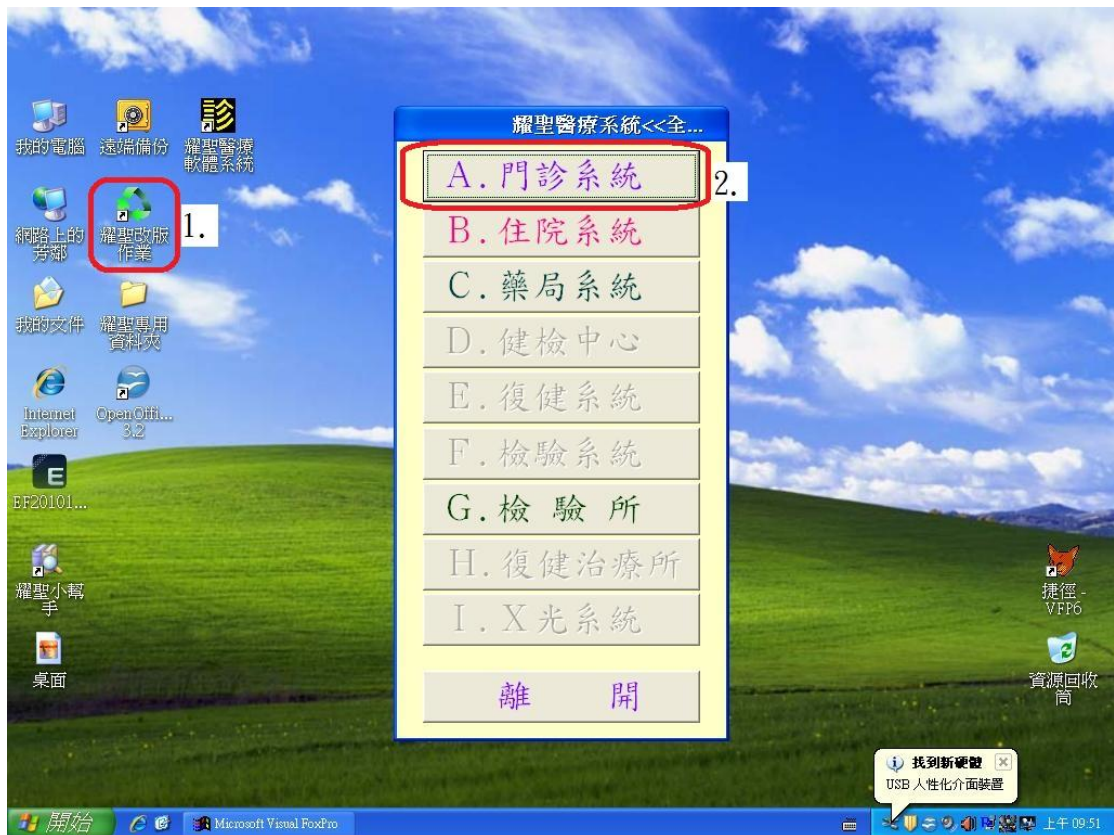 我的電腦
遠端備份
耀聖醫療
軟體系統
網路上的
芳鄰
耀聖改版
作業
1.
我的文件
耀聖專用
資料夾
Internet
Explorer
OpenOffi...
3.2
E
EF20101...
耀聖小幫
手
桌面
診
耀聖醫療系統<<全...
A.門診系統
2.
B.住院系統
C.藥局系統
D.健檢中心
E.復健系統
F.檢驗系統
G.檢 驗 所
H.復健治療所
I.X光系統
離 開
捷徑 -
VFP6
資源回收
筒
找到新硬體
USB 人性化介面裝置
開始
Microsoft Visual FoxPro
上午 09:51